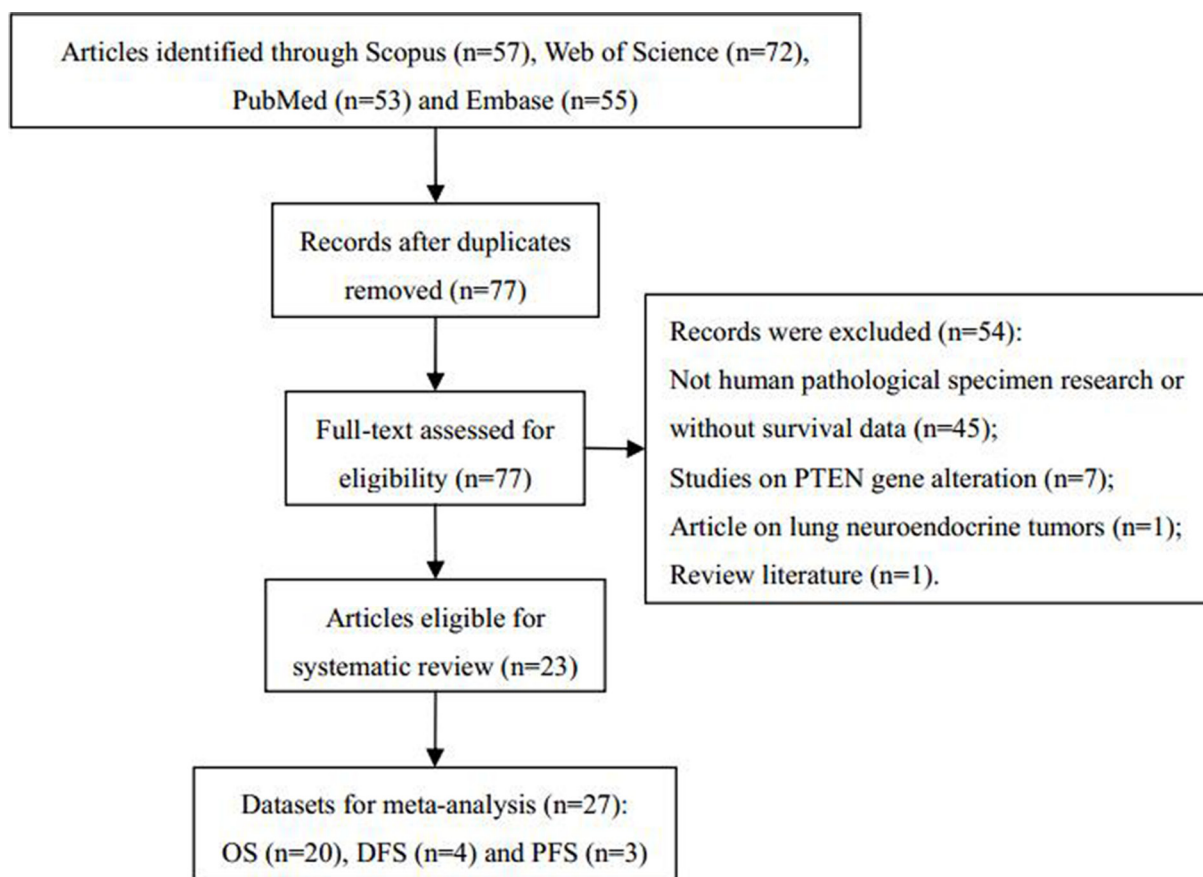 Articles identified through Scopus (n=57), Web of Science (n=72),
PubMed (n=53) and Embase (n=55)
Records after duplicates
removed (n=77)
Records were excluded (n=54):
Not human pathological specimen research or
without survival data (n=45);
Studies on PTEN gene alteration (n=7);
Article on lung neuroendocrine tumors (n=1);
Review literature (n=1).
Full-text assessed for
eligibility (n=77)
Articles eligible for
systematic review (n=23)
Datasets for meta-analysis (n=27):
OS (n=20), DFS (n=4) and PFS (n=3)